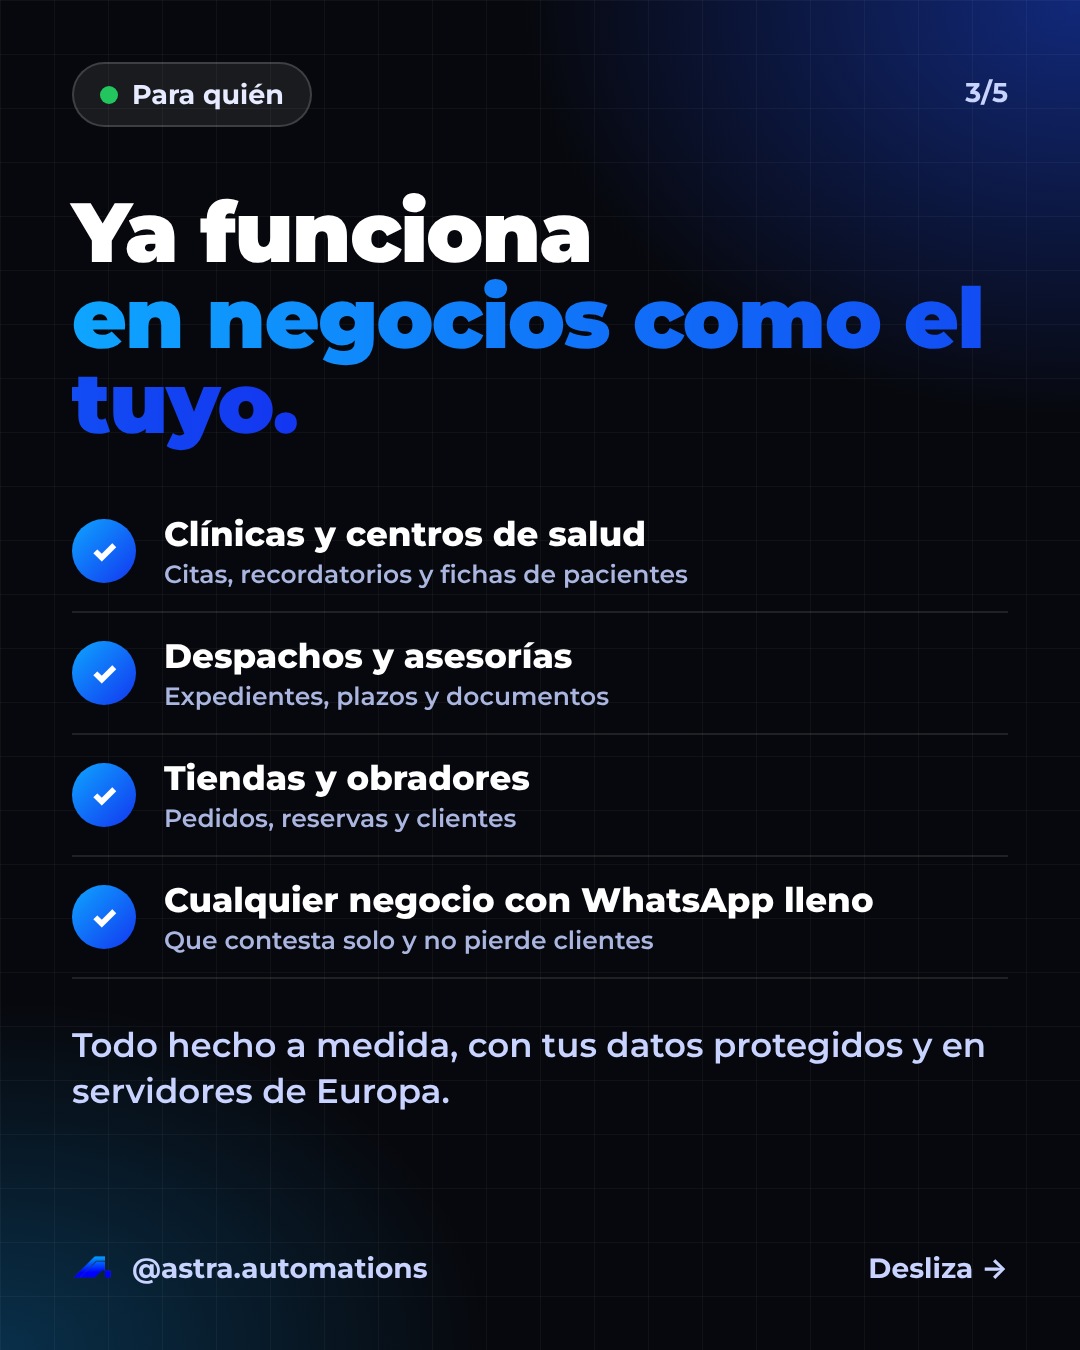 Para quién
3/5
Ya funciona
en negocios como el
tuyo.
Clínicas y centros de salud
Citas, recordatorios y fichas de pacientes
Despachos y asesorías
Expedientes, plazos y documentos
Tiendas y obradores
Pedidos, reservas y clientes
Cualquier negocio con WhatsApp lleno
Que contesta solo y no pierde clientes
Todo hecho a medida, con tus datos protegidos y en
servidores de Europa.
@astra.automations
Desliza →